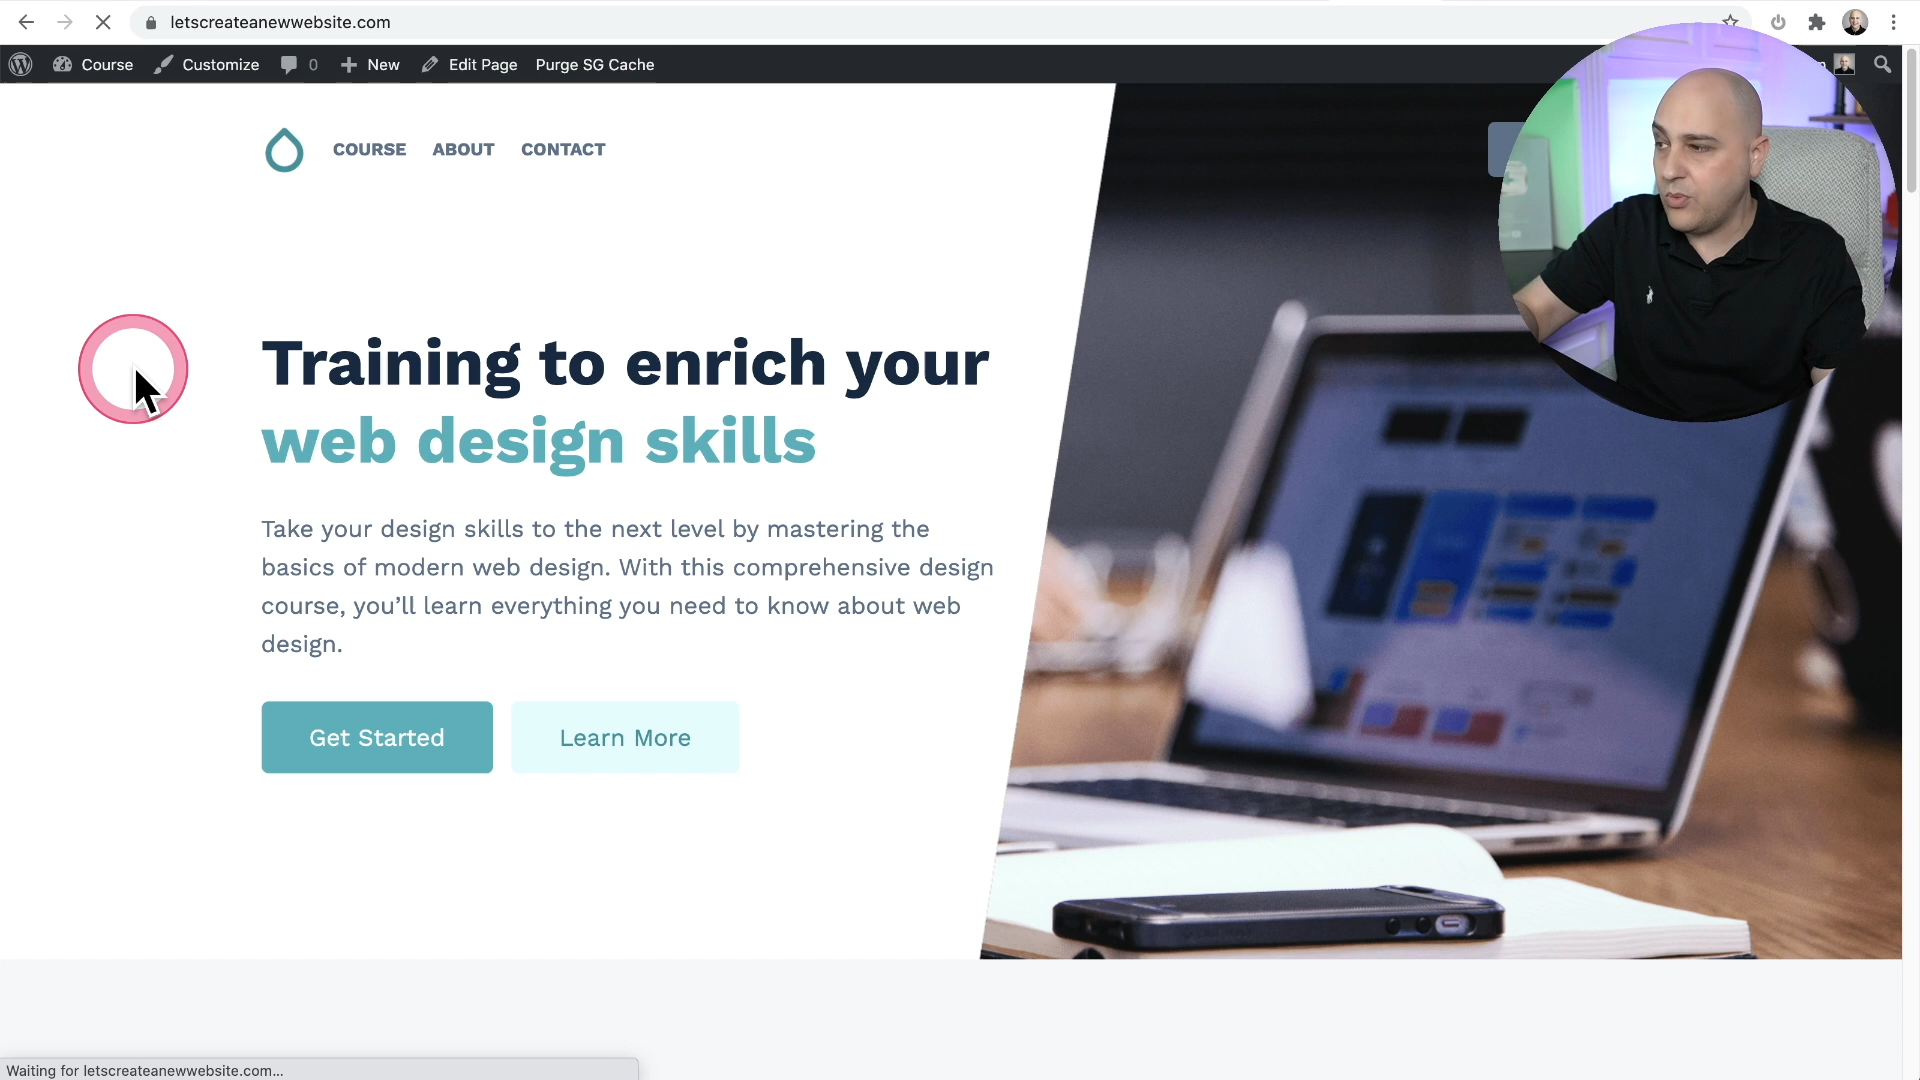 letscreateanewwebsite.com
Course Customize 0 New Edit Page Purge SG Cache
COURSE ABOUT CONTACT
Training to enrich your
web design skills
Take your design skills to the next level by mastering the
basics of modern web design. With this comprehensive design
course, you’ll learn everything you need to know about web
design.
Get Started Learn More
Waiting for letscreateanewwebsite.com...